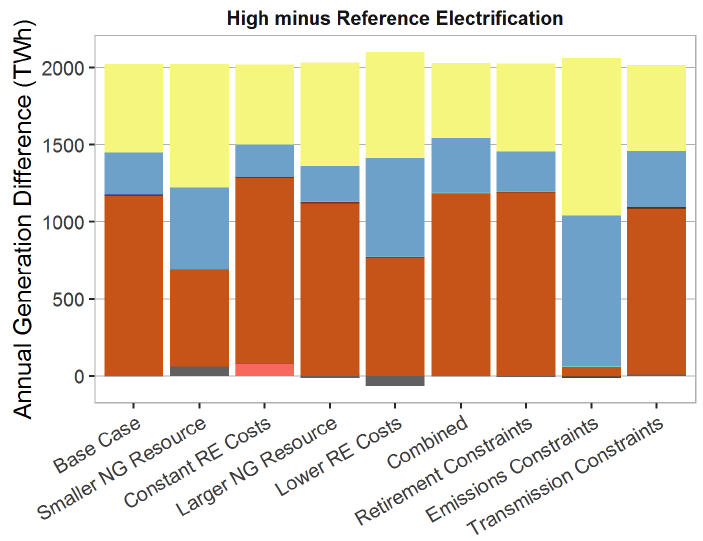 High minus Reference Electrification
Annual Generation Difference (TWh)
2000
1500
1000
500
0
Base Case
Smaller NG Resource
Constant RE Costs
Larger NG Resource
Lower RE Costs
Combined
Retirement Constraints
Emissions Constraints
Transmission Constraints